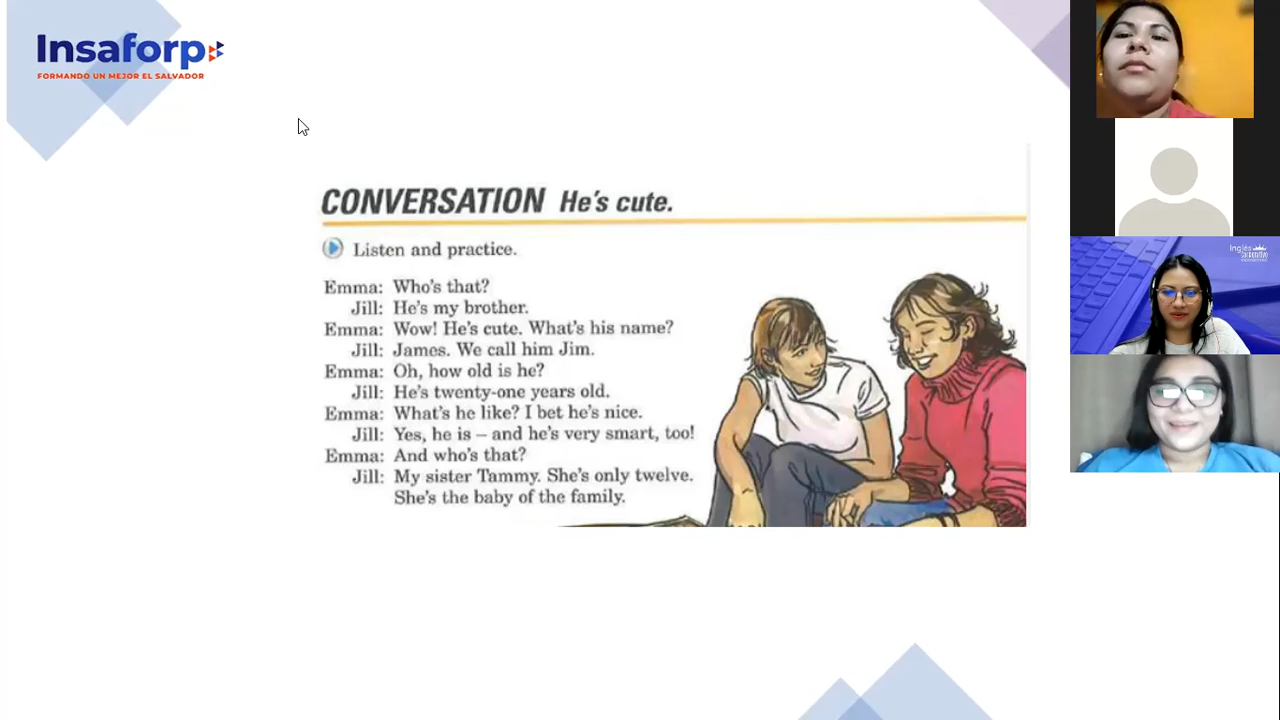 Insaforp
FORMANDO UN MEJOR EL SALVADOR
CONVERSATION He's cute.
Listen and practice.
Emma: Who's that?
Jill: He's my brother.
Emma: Wow! He's cute. What's his name?
Jill: James. We call him Jim.
Emma: Oh, how old is he?
Jill: He's twenty-one years old.
Emma: What's he like? I bet he's nice.
Jill: Yes, he is – and he's very smart, too!
Emma: And who's that?
Jill: My sister Tammy. She's only twelve.
She's the baby of the family.
Inglés